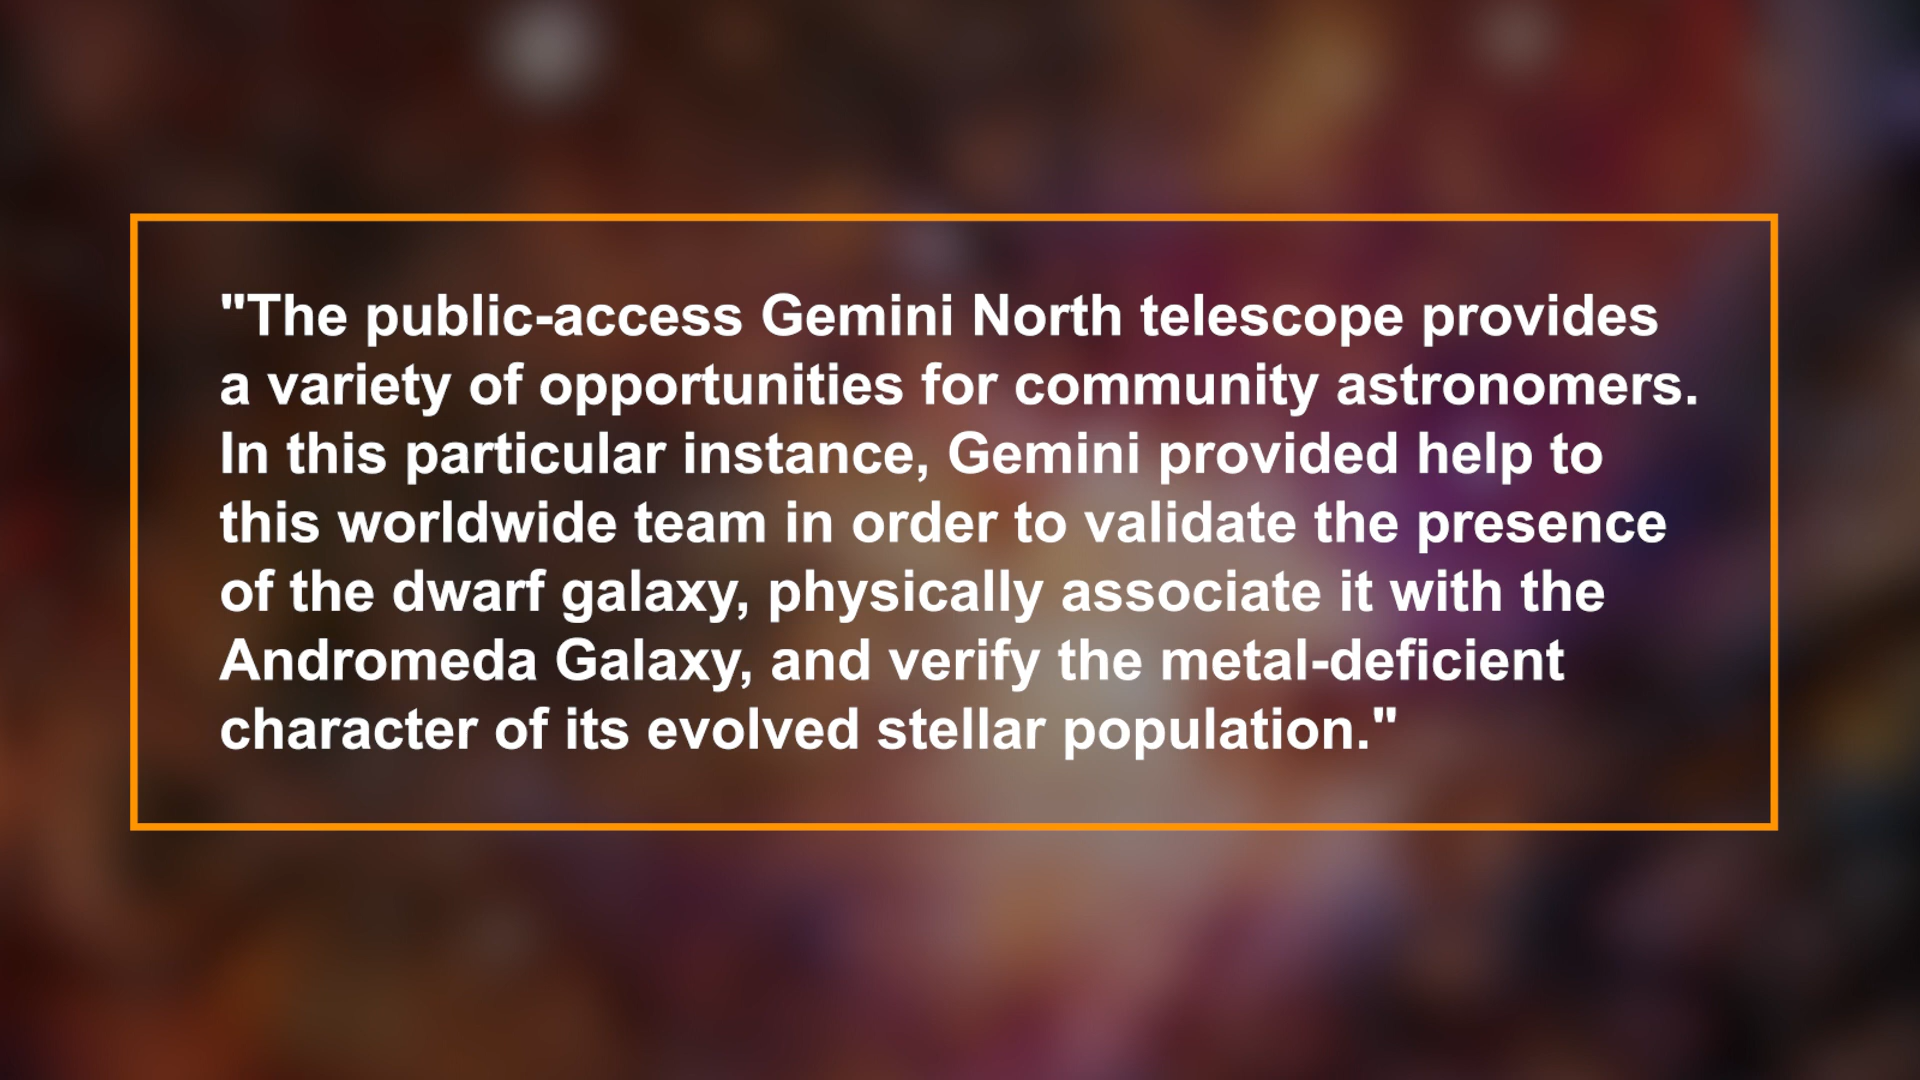 "The public-access Gemini North telescope provides
a variety of opportunities for community astronomers.
In this particular instance, Gemini provided help to
this worldwide team in order to validate the presence
of the dwarf galaxy, physically associate it with the
Andromeda Galaxy, and verify the metal-deficient
character of its evolved stellar population."